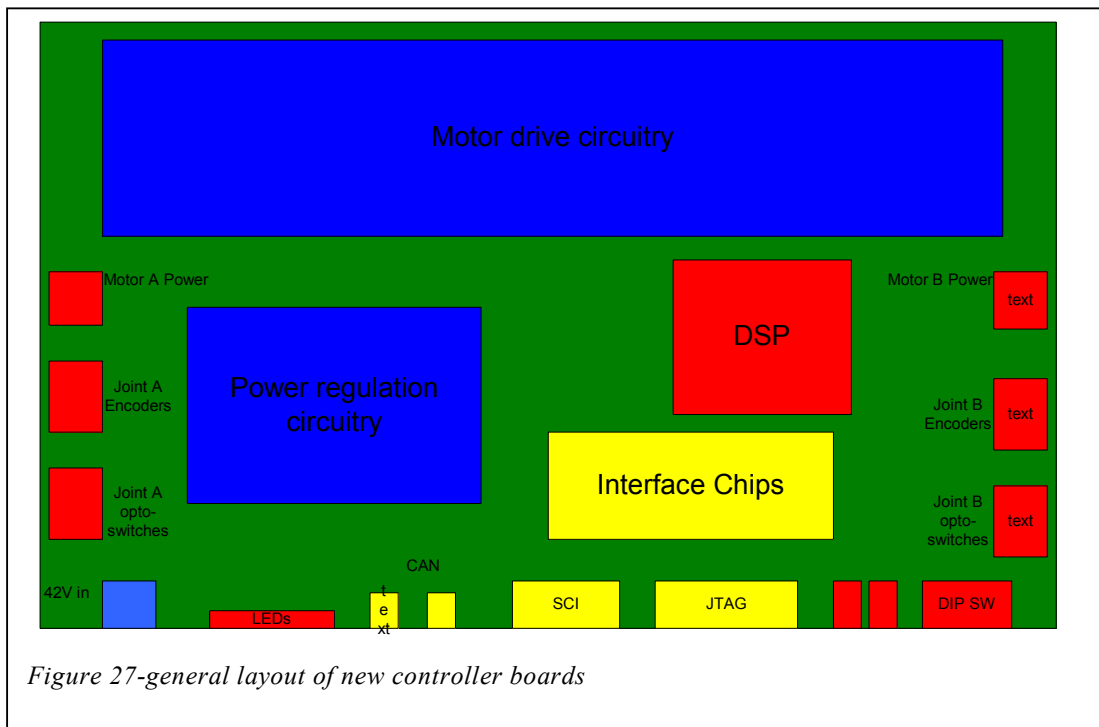 Motor drive circuitry
Motor A Power
Motor B Power
text
DSP
Power regulation
circuitry
Joint A
Encoders
Joint B
Encoders
text
Interface Chips
Joint A
opto-
switches
Joint B
opto-
switches
text
CAN
42V in
LEDs
t
e
xt
SCI
JTAG
DIP SW
Figure 27-general layout of new controller boards